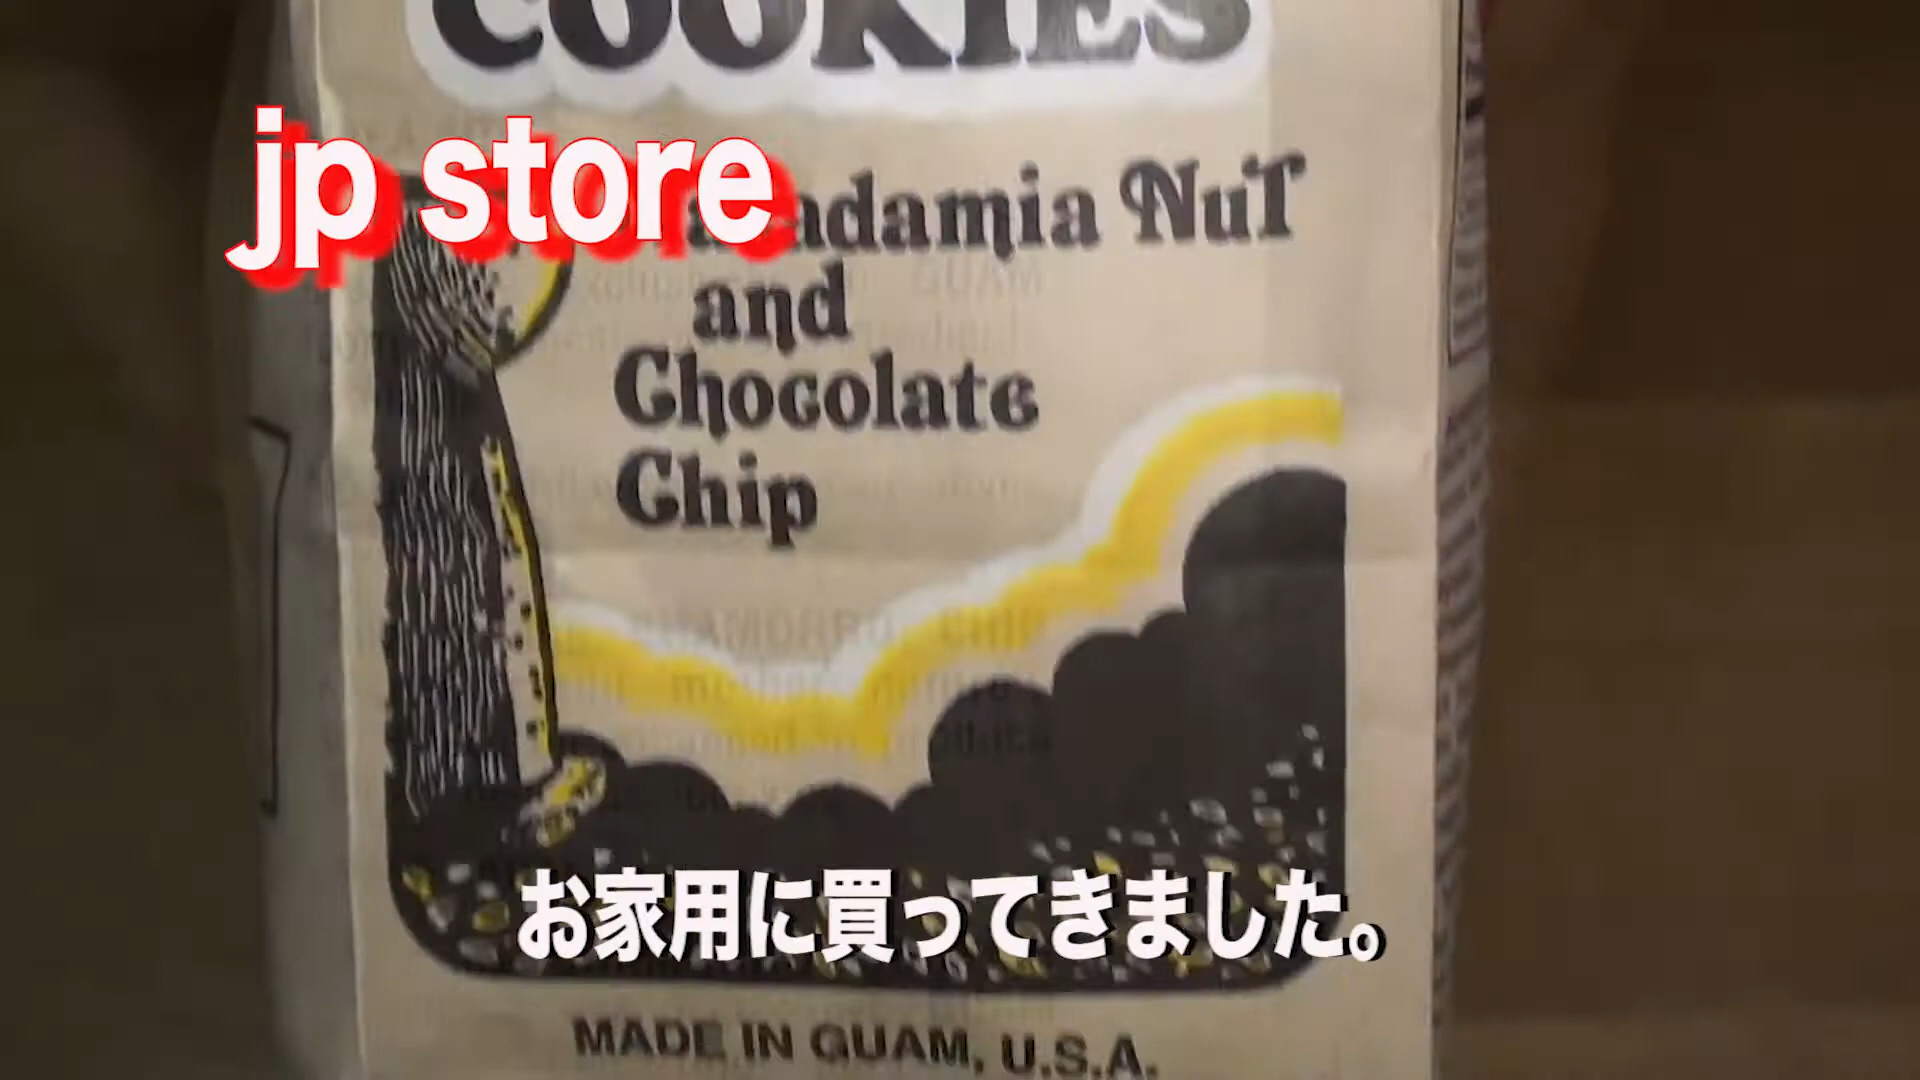 COOKIES
jp store
Macadamia Nut
and
Chocolate
Chip
お家用に買ってきました。
MADE IN GUAM, U.S.A.